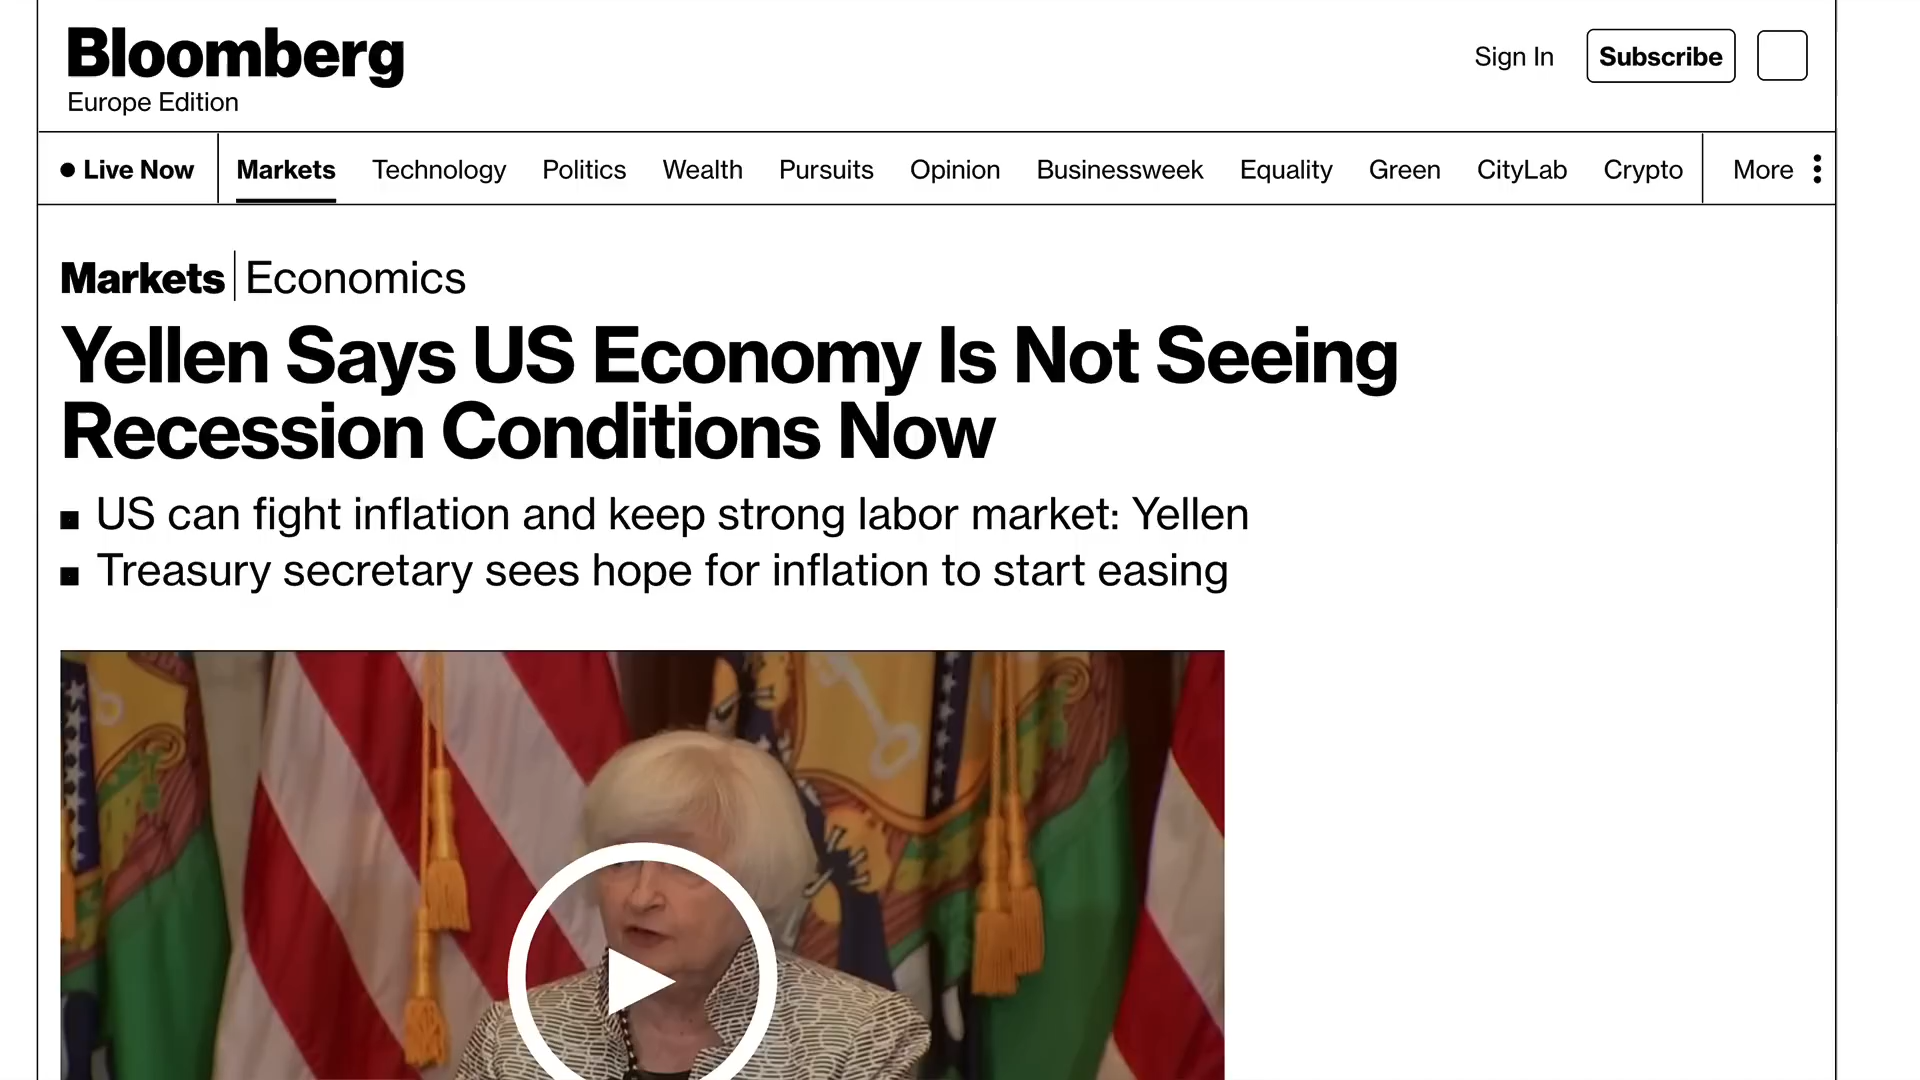 Bloomberg
Europe Edition
Sign In
Subscribe
Live Now
Markets
Technology
Politics
Wealth
Pursuits
Opinion
Businessweek
Equality
Green
CityLab
Crypto
More
Markets
Economics
Yellen Says US Economy Is Not Seeing
Recession Conditions Now
US can fight inflation and keep strong labor market: Yellen
Treasury secretary sees hope for inflation to start easing